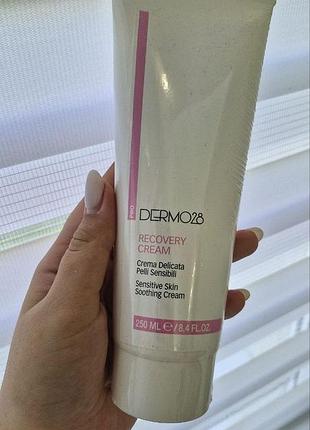 PRO
DERMO28
RECOVERY
CREAM
Crema Delicata
Pelli Sensibili
Sensitive Skin
Soothing Cream
250 ML ℮/8,4 FL.OZ